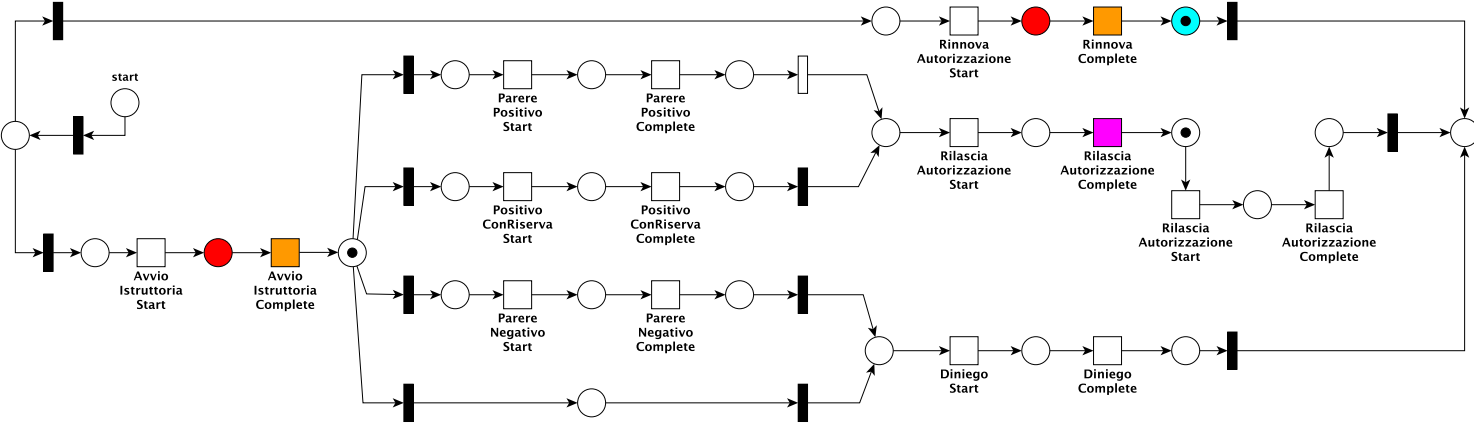 Rinnova
Autorizzazione
Start
Rinnova
Complete
start
Parere
Positivo
Start
Parere
Positivo
Complete
Rilascia
Autorizzazione
Start
Rilascia
Autorizzazione
Complete
Positivo
ConRiserva
Start
Positivo
ConRiserva
Complete
Rilascia
Autorizzazione
Start
Rilascia
Autorizzazione
Complete
Avvio
Istruttoria
Start
Avvio
Istruttoria
Complete
Parere
Negativo
Start
Parere
Negativo
Complete
Diniego
Start
Diniego
Complete